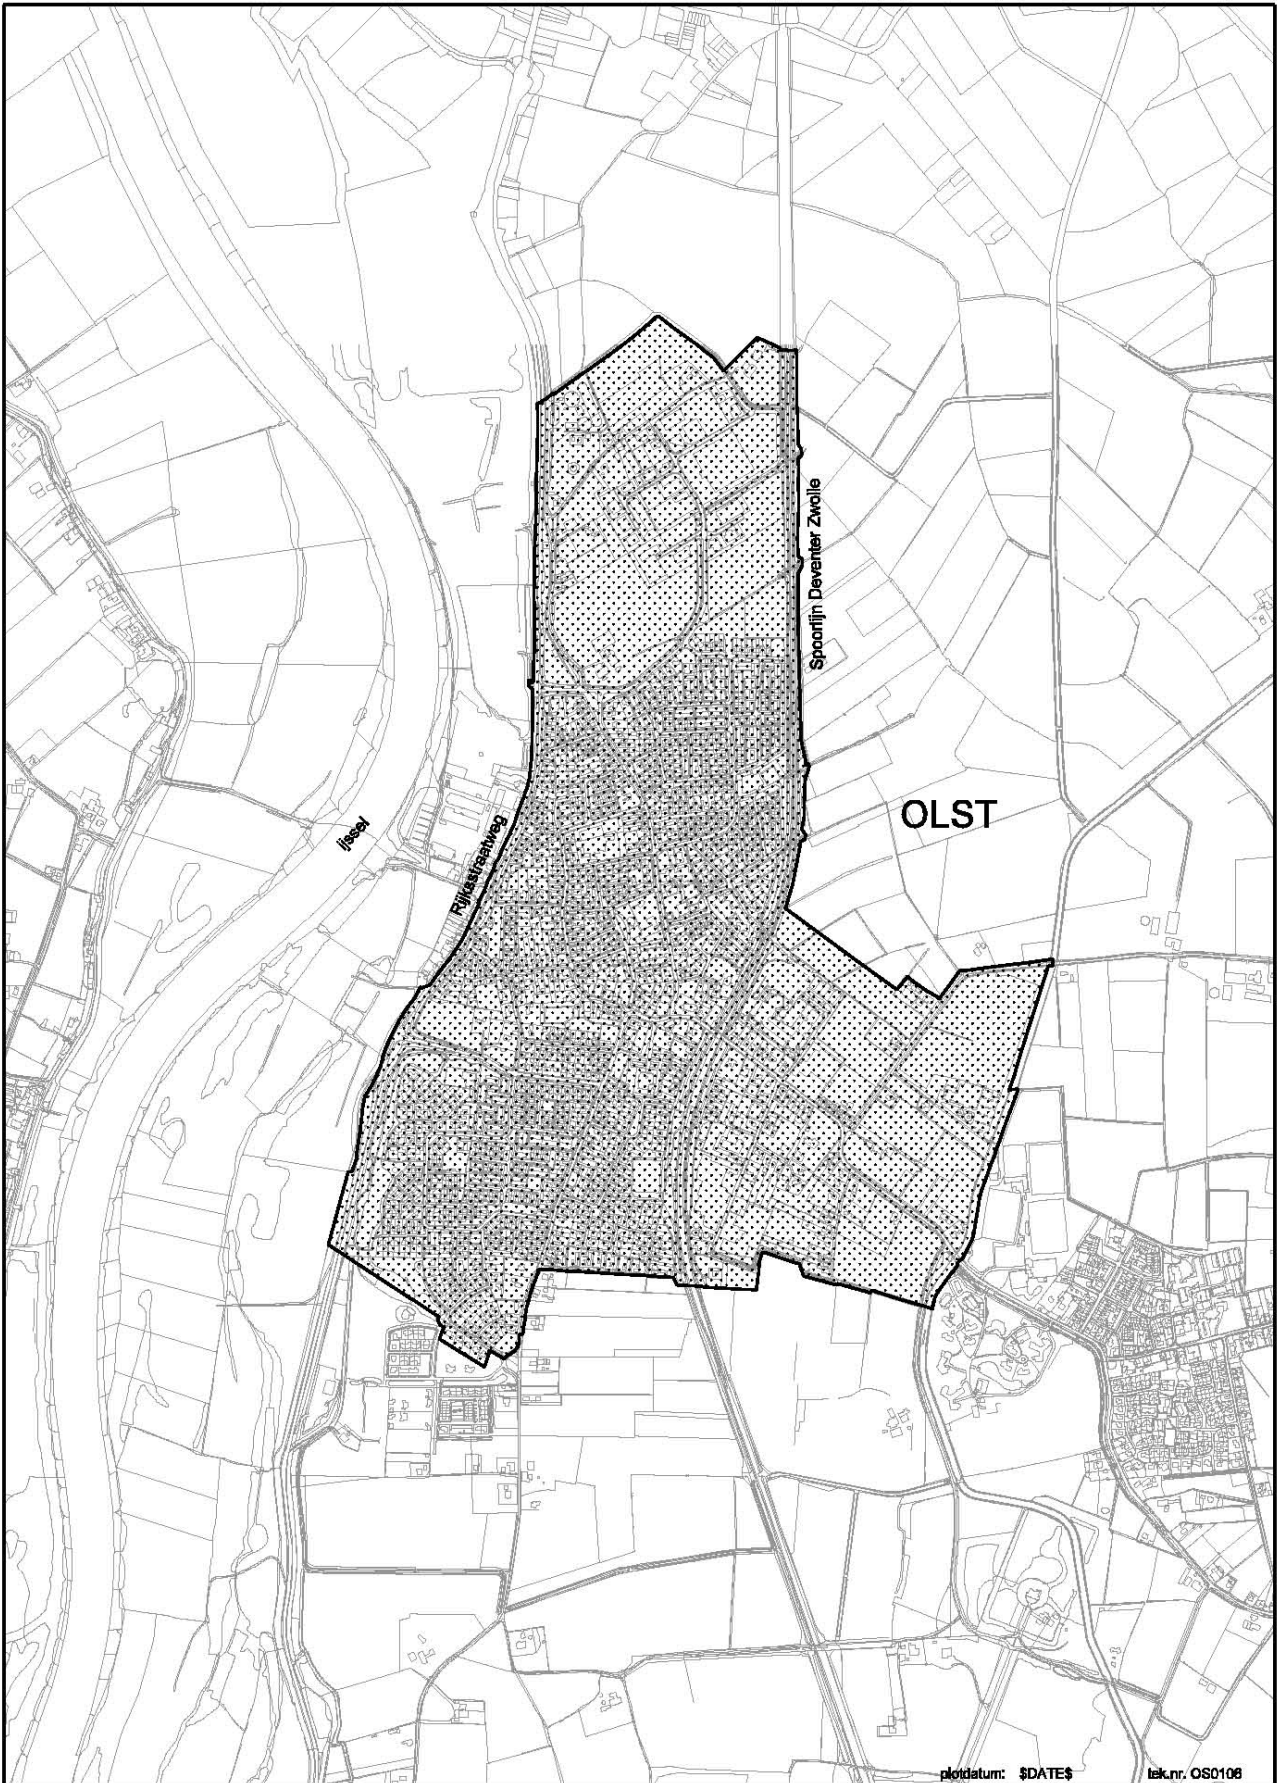 Spoorlijn Deventer Zwolle
OLST
Ijssel
Rijksstraatweg
plotdatum: $DATE$
tek.nr. OS0106